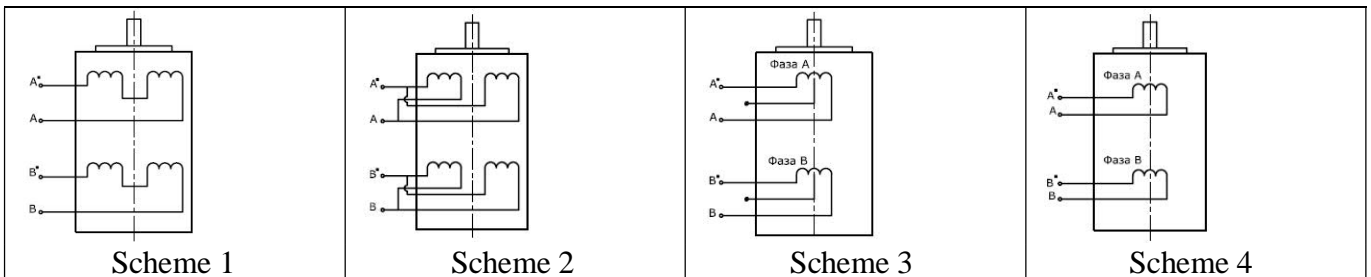 A*
A
B*
B
Scheme 1
A*
A
B*
B
Scheme 2
Фаза А
A*
A
Фаза В
B*
B
Scheme 3
Фаза А
A*
A
Фаза В
B*
B
Scheme 4